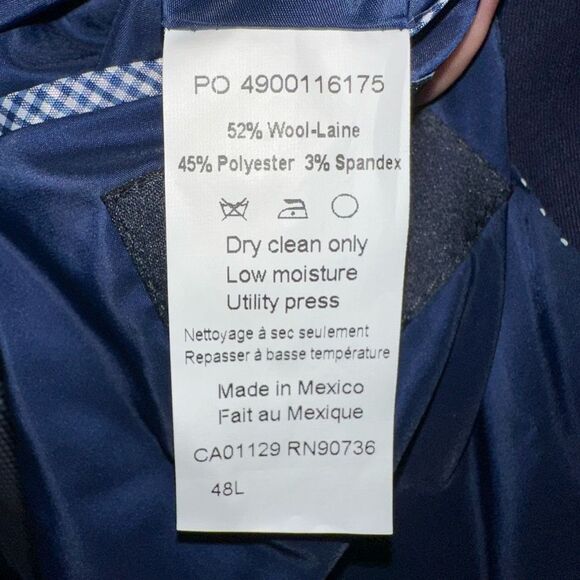 PO 4900116175
52% Wool-Laine
45% Polyester 3% Spandex
Dry clean only
Low moisture
Utility press
Nettoyage à sec seulement
Repasser à basse température
Made in Mexico
Fait au Mexique
CA01129 RN90736
48L